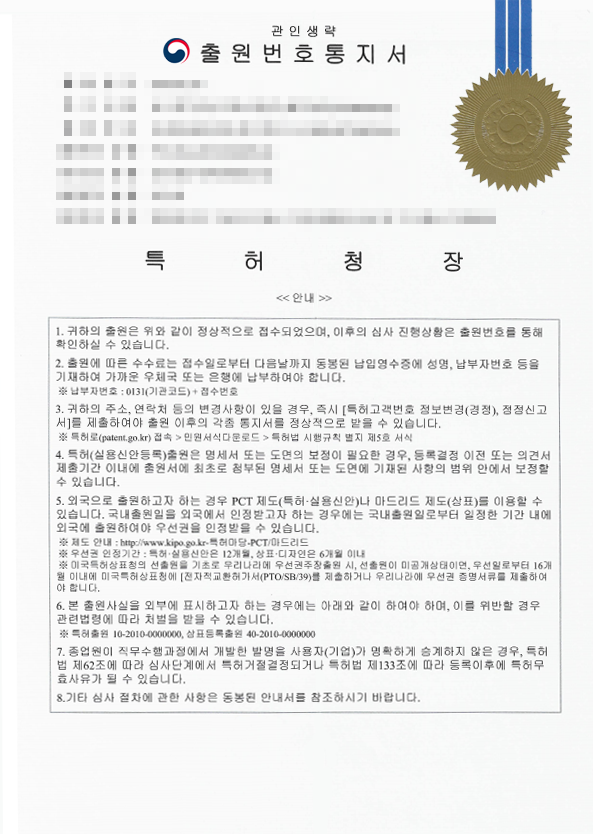 관 인 생 략
출 원 번 호 통 지 서
특 허 청 장
<< 안내 >>
1. 귀하의 출원은 위와 같이 정상적으로 접수되었으며, 이후의 심사 진행상황은 출원번호를 통해
확인하실 수 있습니다.
2. 출원에 따른 수수료는 접수일로부터 다음날까지 동봉된 납입영수증에 성명, 납부자번호 등을
기재하여 가까운 우체국 또는 은행에 납부하여야 합니다.
※ 납부자번호 : 0131(기관코드) + 접수번호
3. 귀하의 주소, 연락처 등의 변경사항이 있을 경우, 즉시 [특허고객번호 정보변경(경정), 정정신고
서]를 제출하여야 출원 이후의 각종 통지서를 정상적으로 받을 수 있습니다.
※ 특허로(patent.go.kr) 접속 > 민원서식다운로드 > 특허법 시행규칙 별지 제5호 서식
4. 특허(실용신안등록)출원은 명세서 또는 도면의 보정이 필요한 경우, 등록결정 이전 또는 의견서
제출기간 이내에 출원서에 최초로 첨부된 명세서 또는 도면에 기재된 사항의 범위 안에서 보정할
수 있습니다.
5. 외국으로 출원하고자 하는 경우 PCT 제도(특허·실용신안)나 마드리드 제도(상표)를 이용할 수
있습니다. 국내출원일을 외국에서 인정받고자 하는 경우에는 국내출원일로부터 일정한 기간 내에
외국에 출원하여야 우선권을 인정받을 수 있습니다.
※ 제도 안내 : http://www.kipo.go.kr-특허마당-PCT/마드리드
※ 우선권 인정기간 : 특허·실용신안은 12개월, 상표·디자인은 6개월 이내
※ 미국특허상표청의 선출원을 기초로 우리나라에 우선권주장출원 시, 선출원이 미공개상태이면, 우선일로부터 16개
월 이내에 미국특허상표청에 [전자적교환허가서(PTO/SB/39)를 제출하거나 우리나라에 우선권 증명서류를 제출하여
야 합니다.
6. 본 출원사실을 외부에 표시하고자 하는 경우에는 아래와 같이 하여야 하며, 이를 위반할 경우
관련법령에 따라 처벌을 받을 수 있습니다.
※ 특허출원 10-2010-0000000, 상표등록출원 40-2010-0000000
7. 종업원이 직무수행과정에서 개발한 발명을 사용자(기업)가 명확하게 승계하지 않은 경우, 특허
법 제62조에 따라 심사단계에서 특허거절결정되거나 특허법 제133조에 따라 등록이후에 특허무
효사유가 될 수 있습니다.
8.기타 심사 절차에 관한 사항은 동봉된 안내서를 참조하시기 바랍니다.